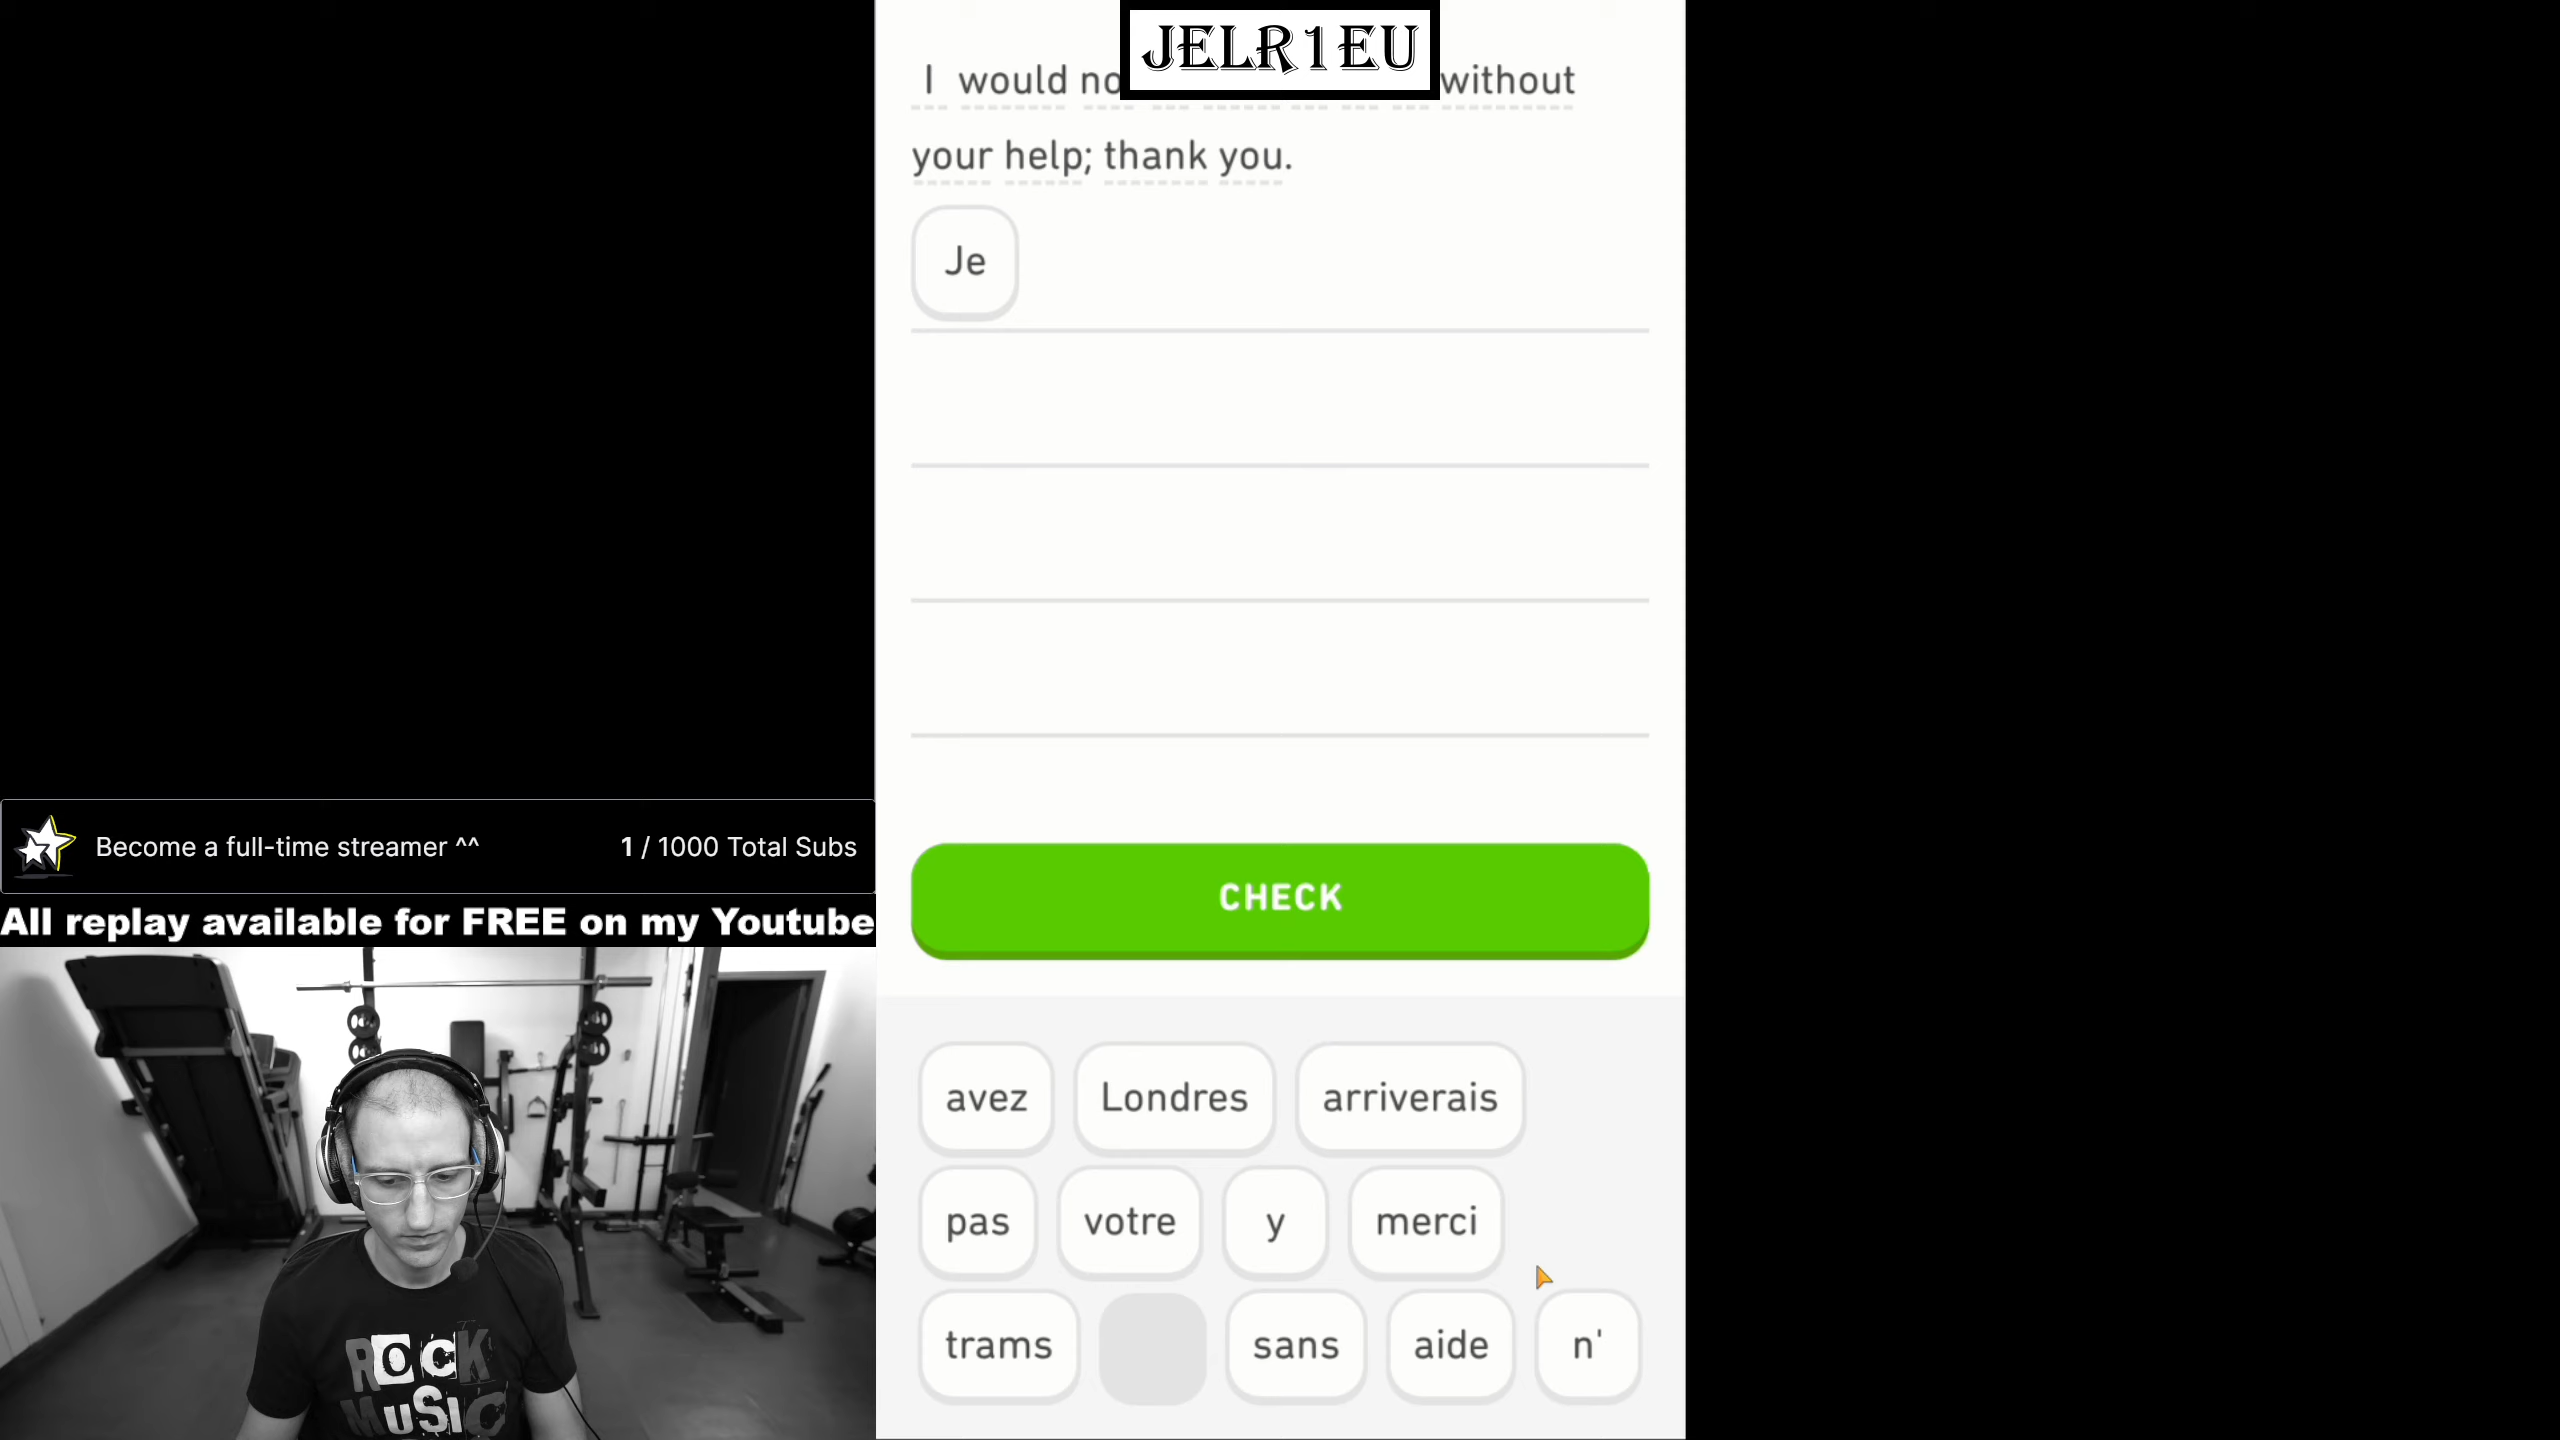 JELR1EU
I would no without
your help; thank you.
Je
CHECK
avez Londres arriverais
pas votre y merci
trams sans aide n'
Become a full-time streamer ^^ 1 / 1000 Total Subs
All replay available for FREE on my Youtube
ROCK
MUSIC